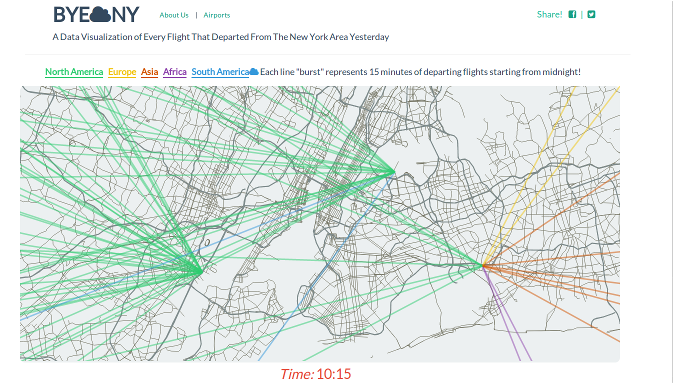 BYE NY
About Us | Airports
Share! |
A Data Visualization of Every Flight That Departed From The New York Area Yesterday
North America Europe Asia Africa South America Each line "burst" represents 15 minutes of departing flights starting from midnight!
Time: 10:15